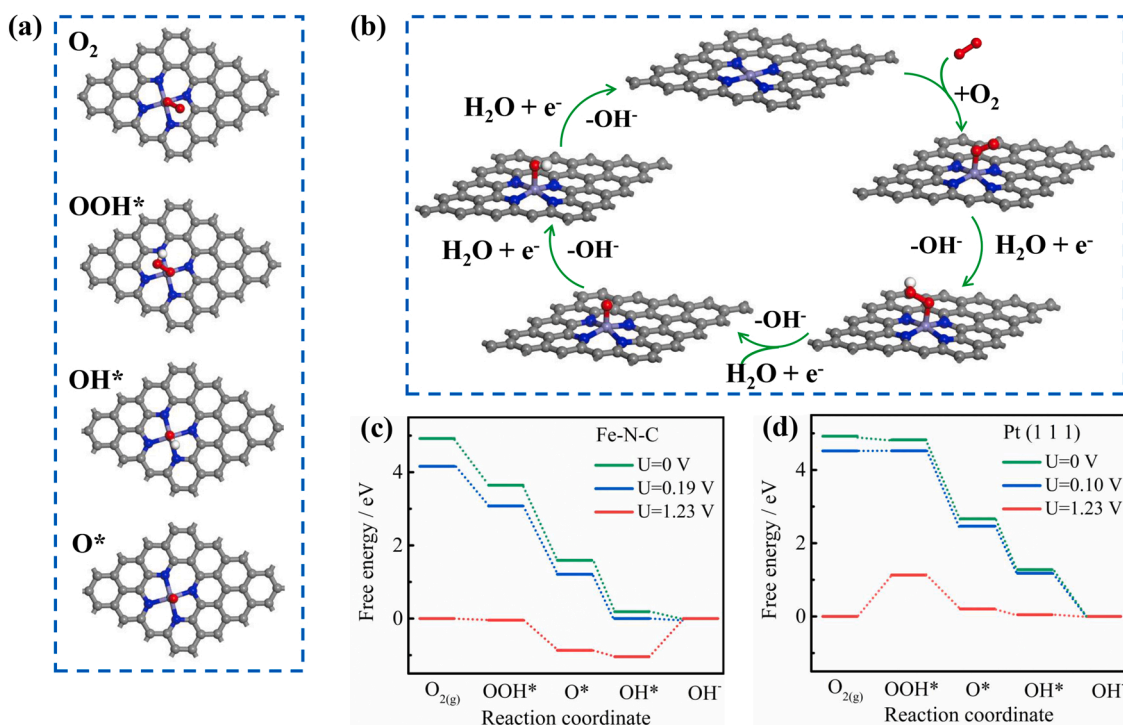 (a)
O₂
OOH*
OH*
O*
(b)
+O₂
-OH⁻
H₂O + e⁻
-OH⁻
H₂O + e⁻
H₂O + e⁻
-OH⁻
H₂O + e⁻
-OH⁻
(c)
Fe-N-C
U=0 V
U=0.19 V
U=1.23 V
Free energy / eV
4
2
0
O₂(g)
OOH*
O*
OH*
OH⁻
Reaction coordinate
(d)
Pt (1 1 1)
U=0 V
U=0.10 V
U=1.23 V
Free energy / eV
4
2
0
O₂(g)
OOH*
O*
OH*
OH⁻
Reaction coordinate